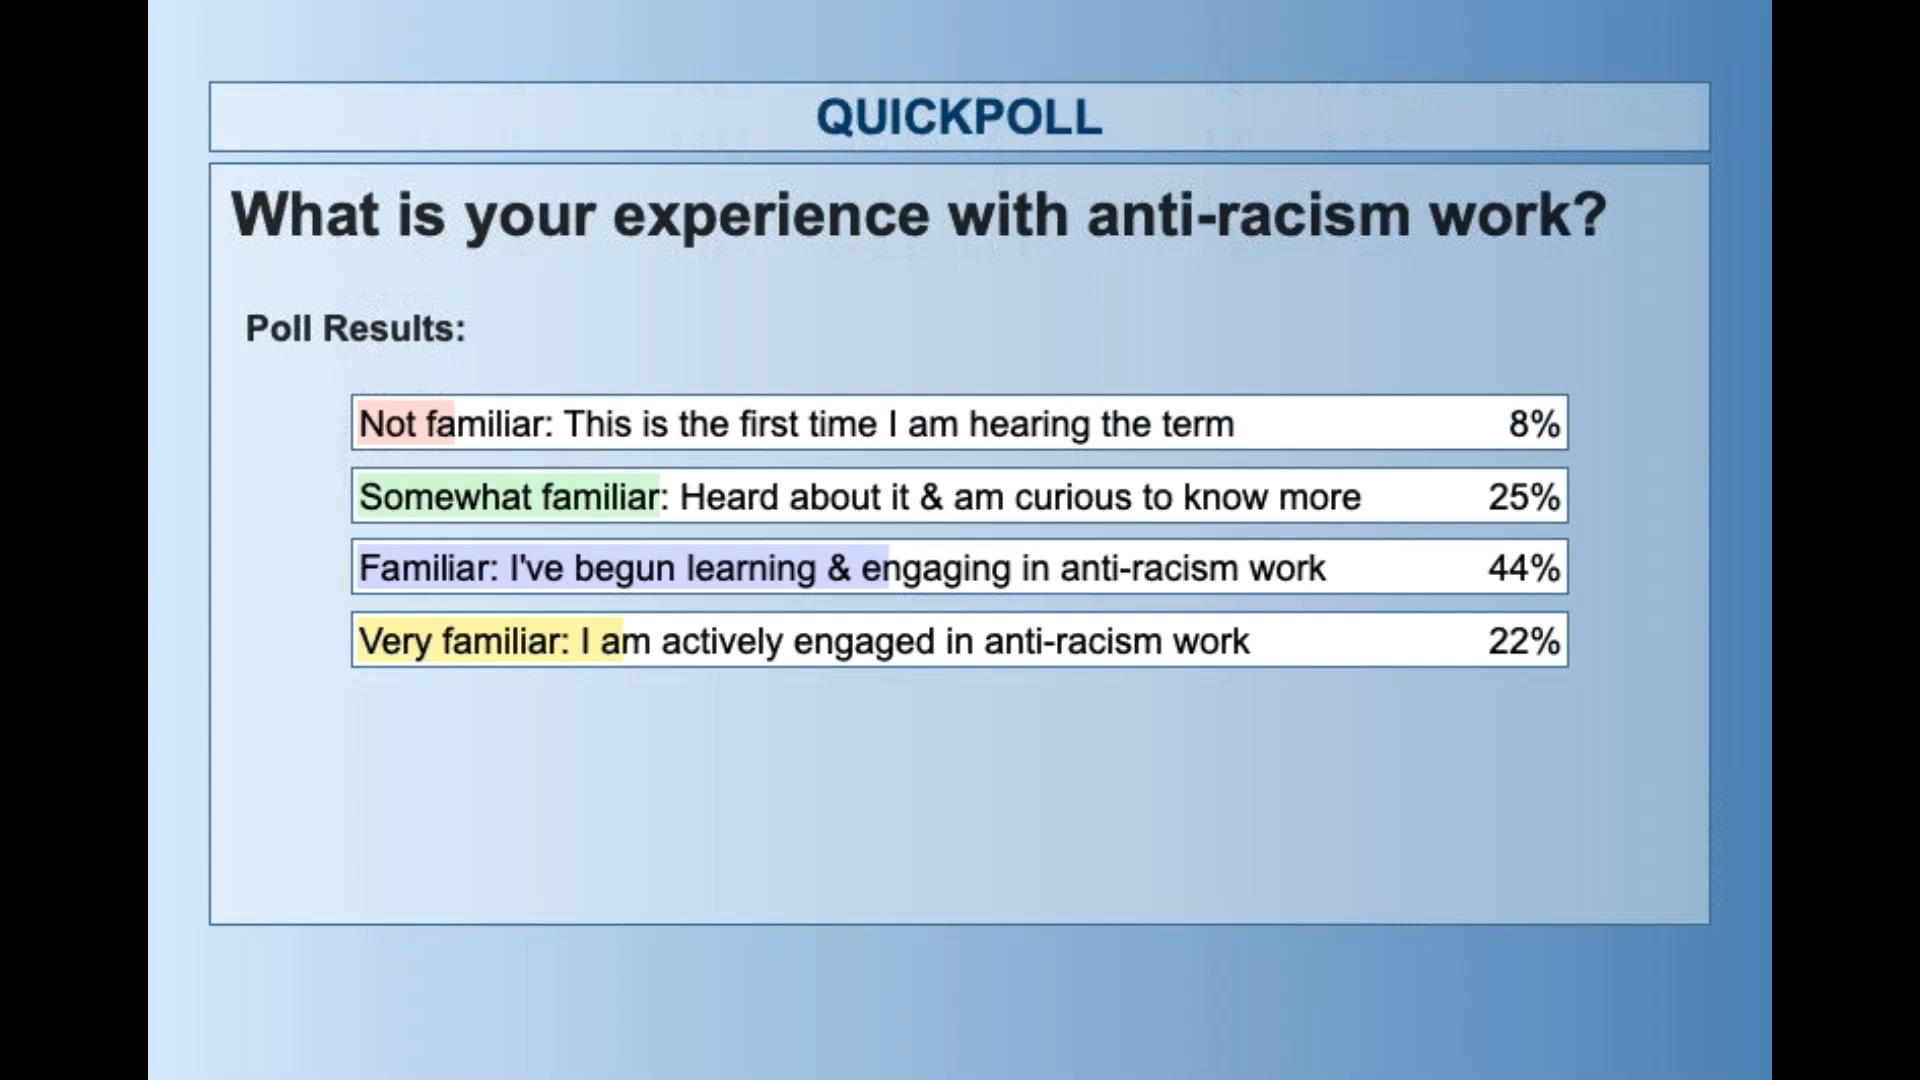 QUICKPOLL
What is your experience with anti-racism work?
Poll Results:
Not familiar: This is the first time I am hearing the term 8%
Somewhat familiar: Heard about it & am curious to know more 25%
Familiar: I've begun learning & engaging in anti-racism work 44%
Very familiar: I am actively engaged in anti-racism work 22%